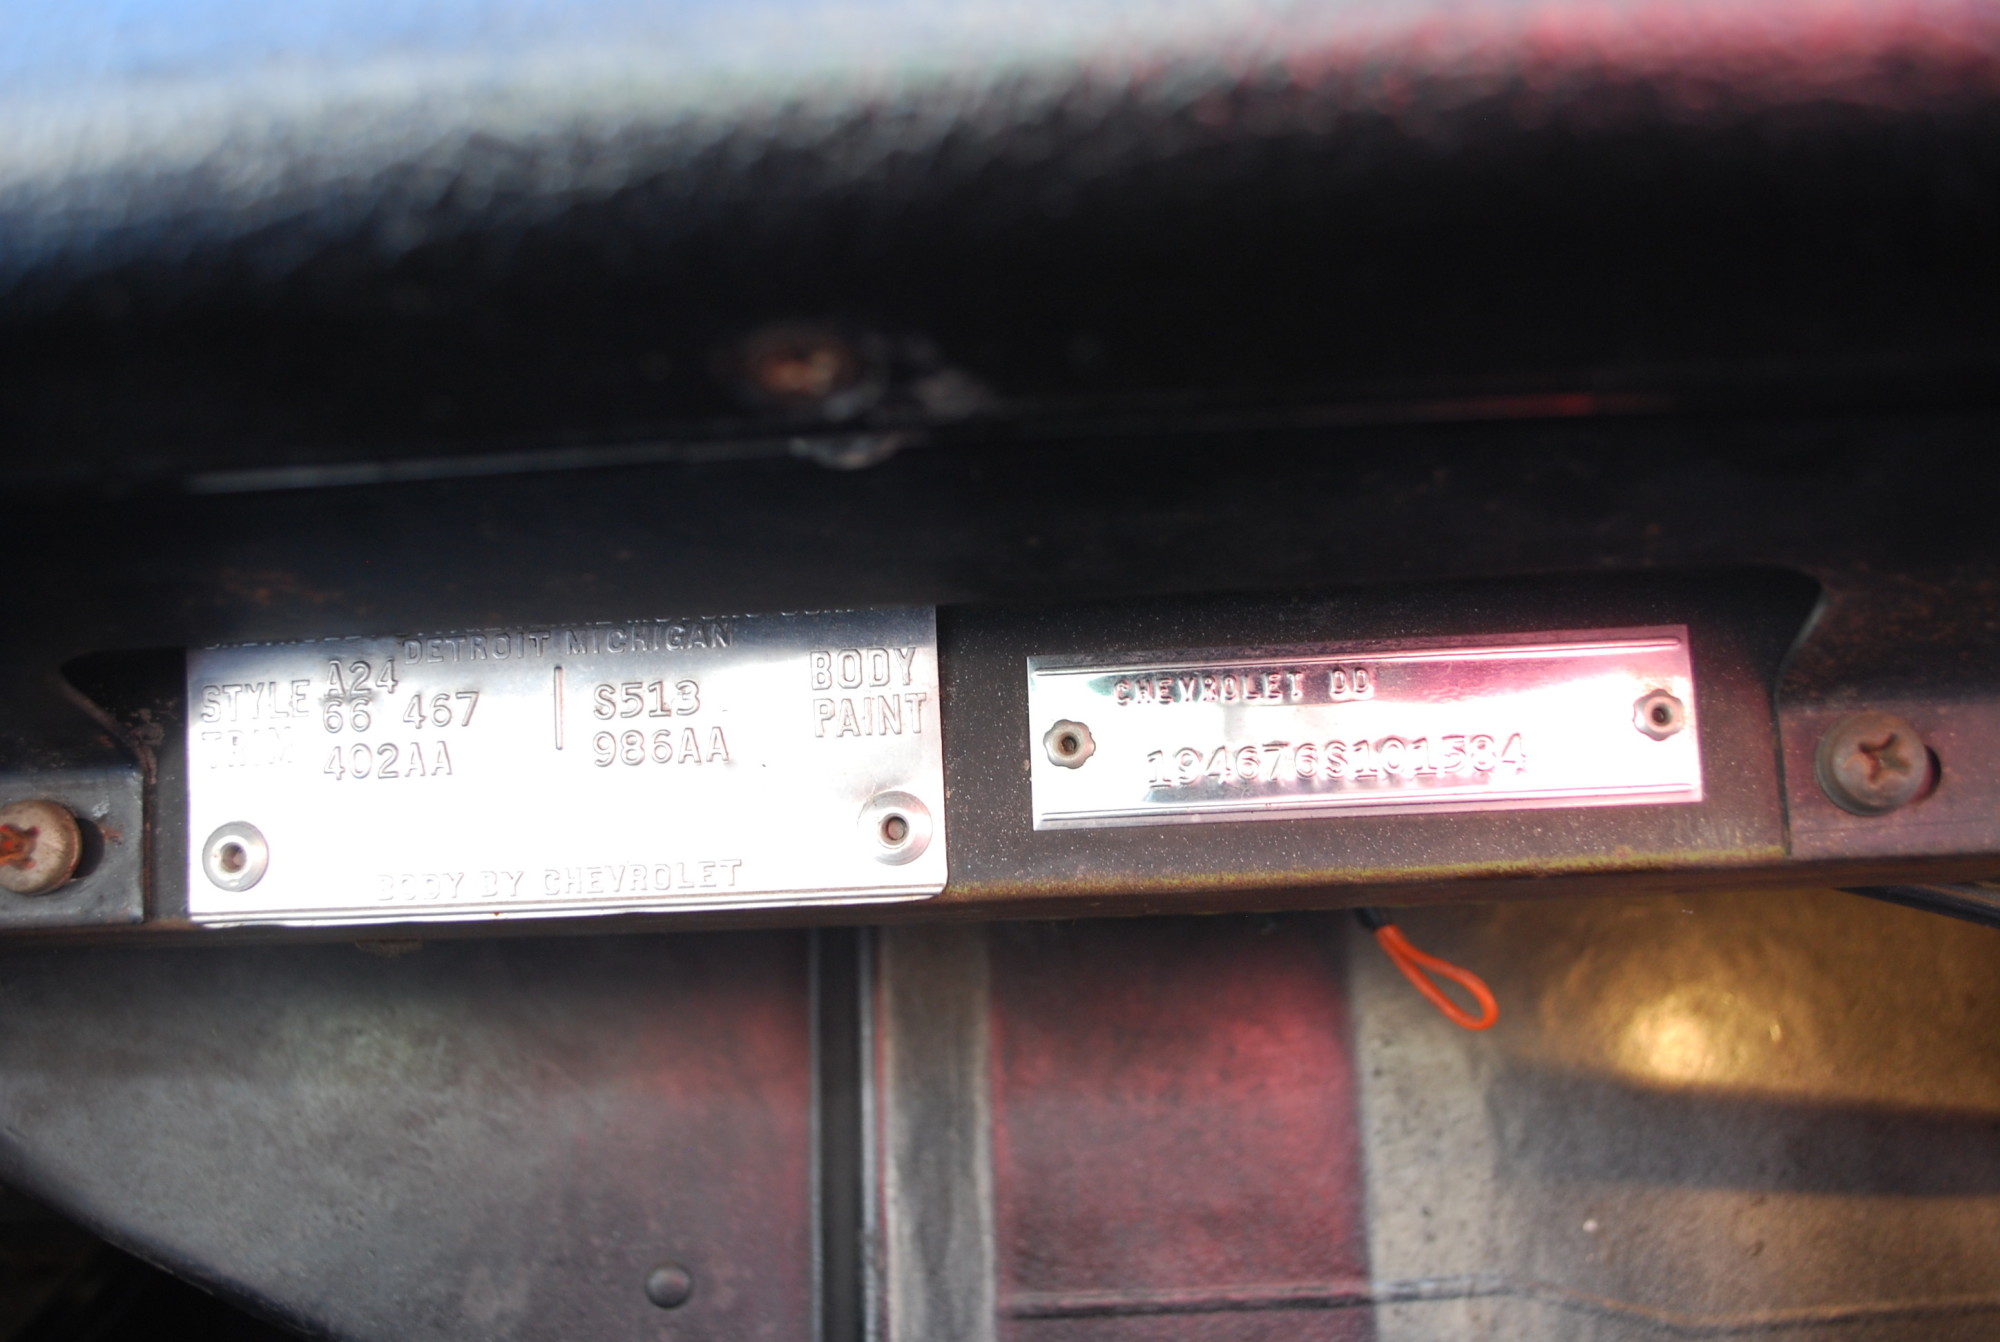 DETROIT MICHIGAN
A24
STYLE 66 467 | S513 BODY
TRIM 402AA 986AA PAINT
BODY BY CHEVROLET
CHEVROLET DD
194676S101584